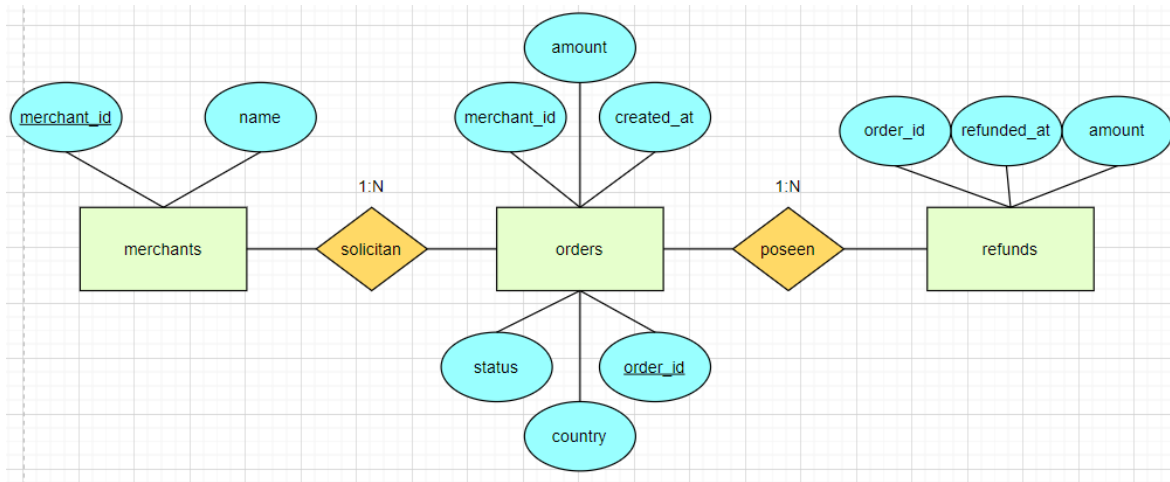 amount
merchant_id
name
merchant_id
created_at
order_id
refunded_at
amount
1:N
1:N
merchants
solicitan
orders
poseen
refunds
status
order_id
country